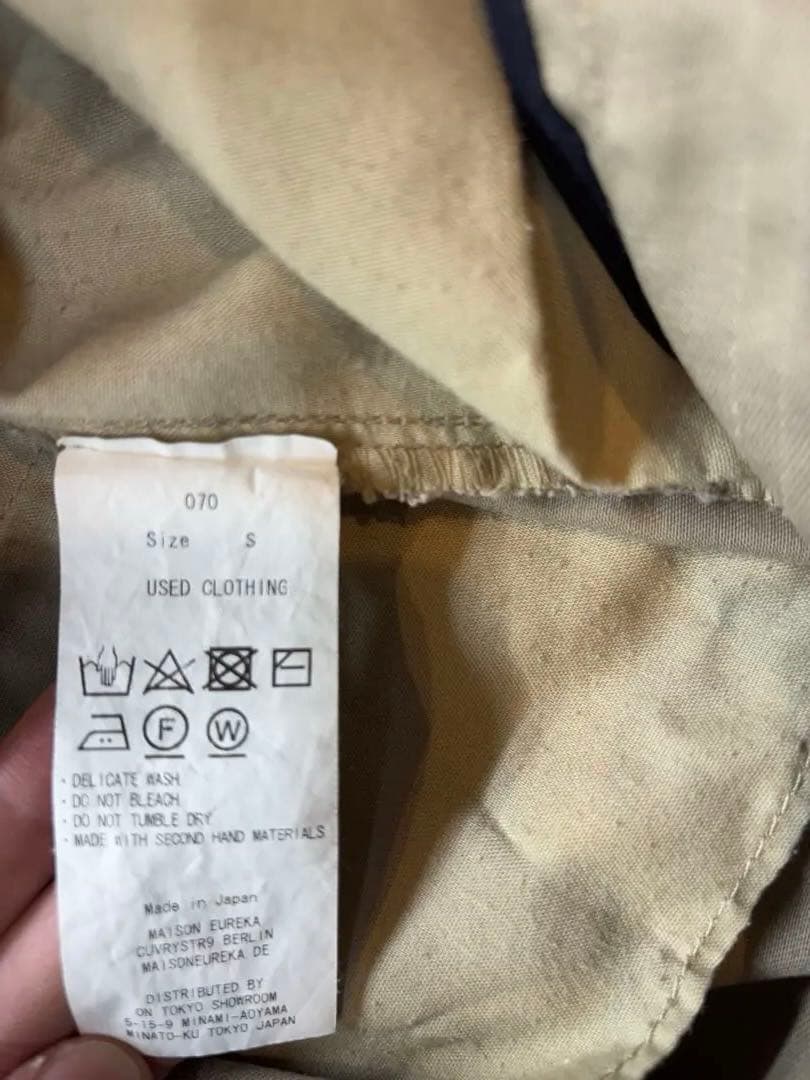 070
Size S
USED CLOTHING
F W
· DELICATE WASH
· DO NOT BLEACH
· DO NOT TUMBLE DRY
· MADE WITH SECOND HAND MATERIALS
Made in Japan
MAISON EUREKA
CUVRYSTR9 BERLIN
MAISONEUREKA.DE
DISTRIBUTED BY
ON TOKYO SHOWROOM
5-15-9 MINAMI-AOYAMA
MINATO-KU TOKYO JAPAN